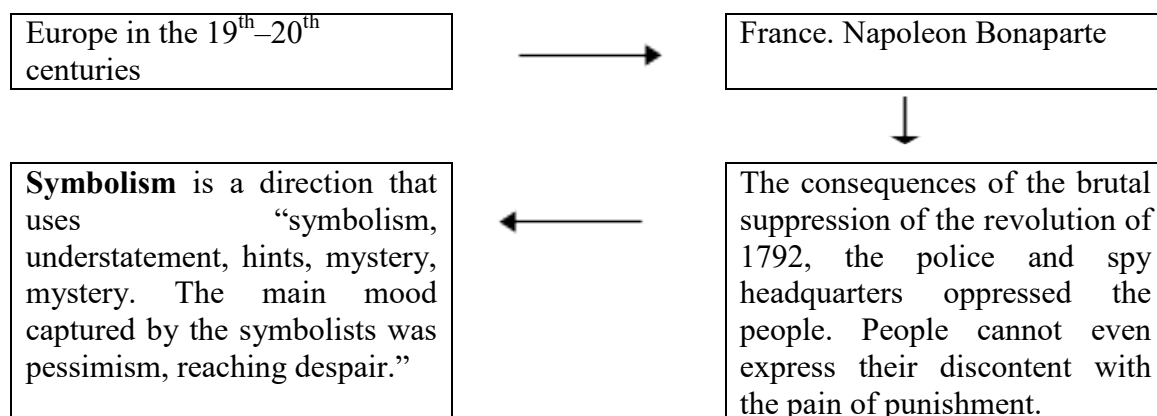 Europe in the 19th–20th
centuries
France. Napoleon Bonaparte
The consequences of the brutal
suppression of the revolution of
1792, the police and spy
headquarters oppressed the
people. People cannot even
express their discontent with
the pain of punishment.
Symbolism is a direction that
uses “symbolism,
understatement, hints, mystery,
mystery. The main mood
captured by the symbolists was
pessimism, reaching despair.”